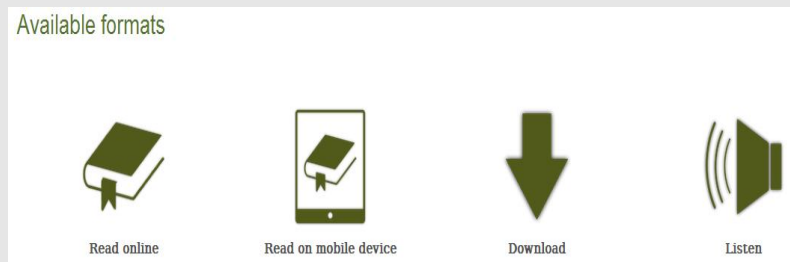 Available formats
Read online
Read on mobile device
Download
Listen